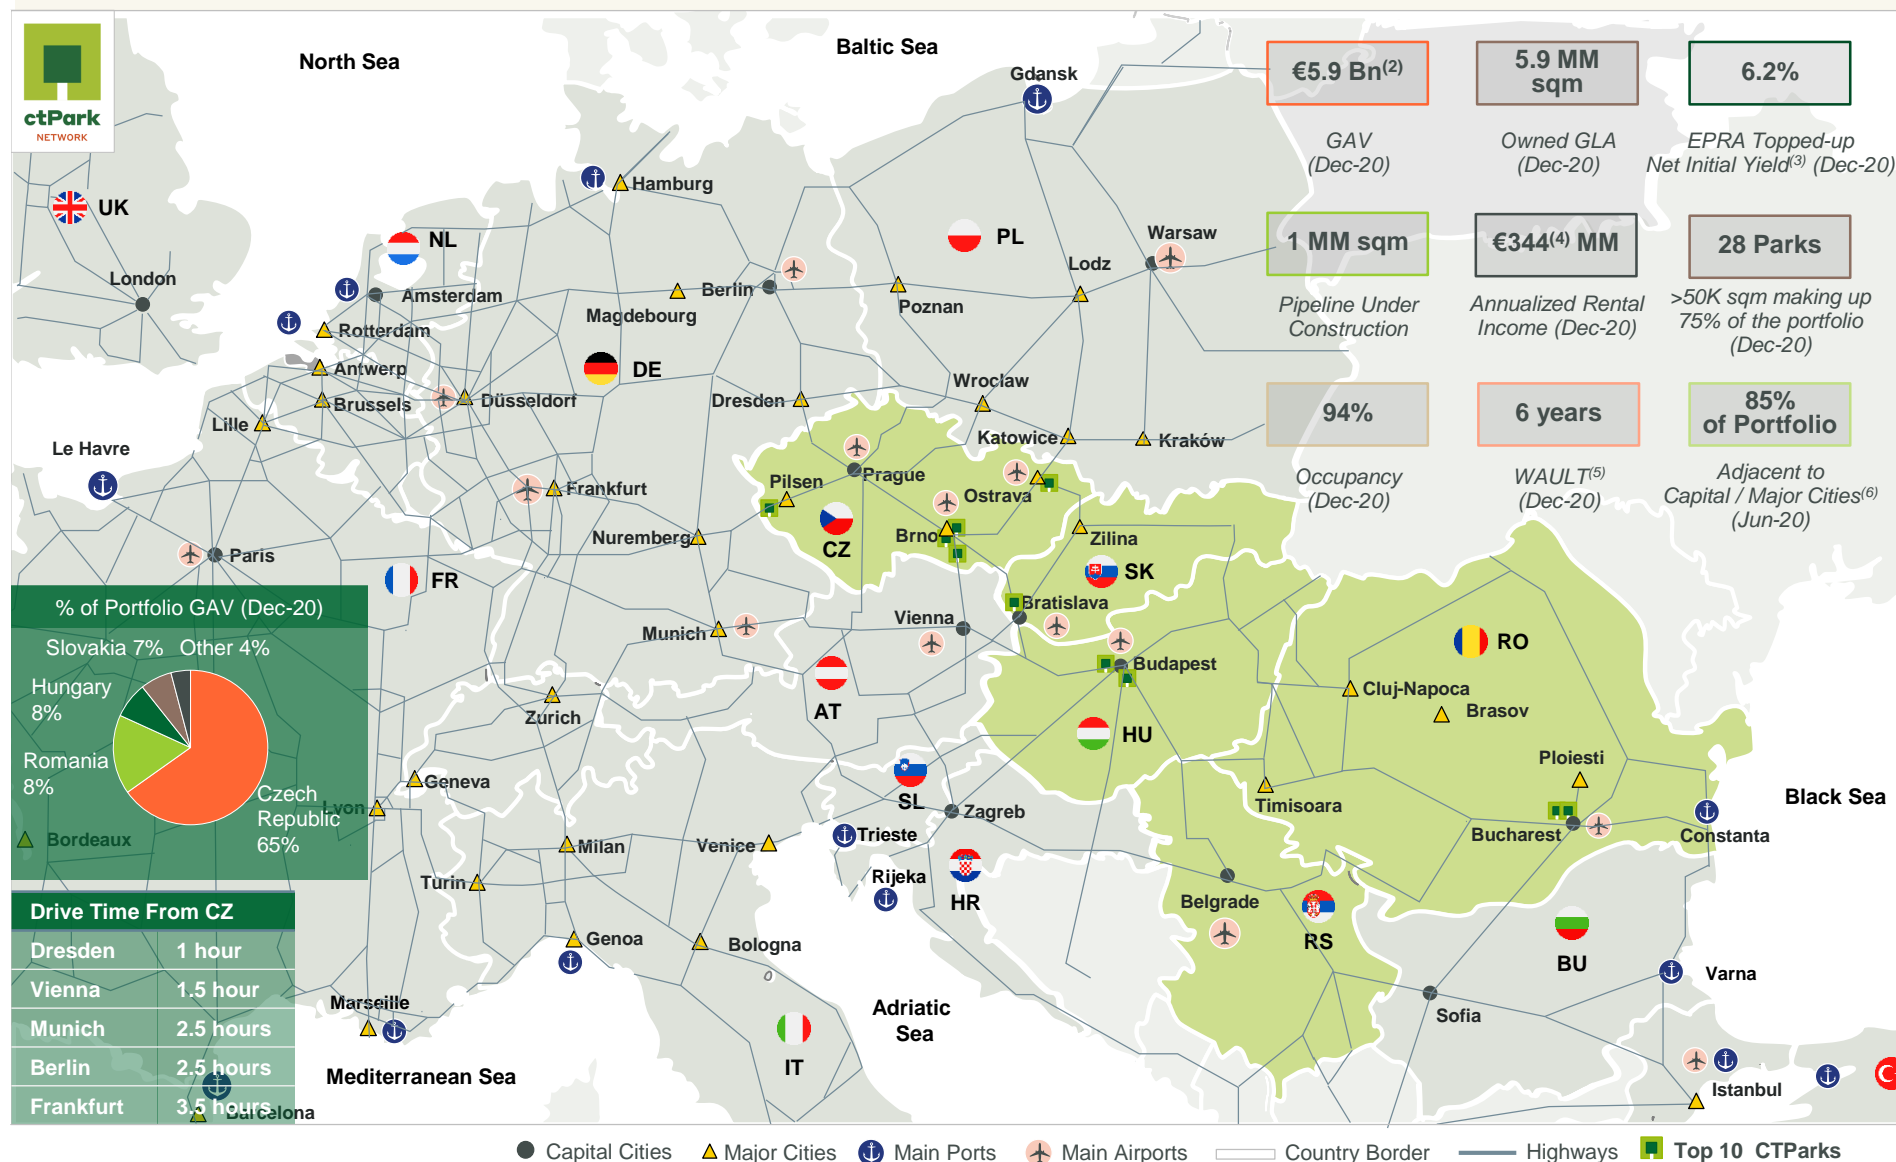 ctPark
NETWORK
North Sea
Baltic Sea
Gdansk
€5.9 Bn(2)
GAV
(Dec-20)
5.9 MM
sqm
Owned GLA
(Dec-20)
6.2%
EPRA Topped-up
Net Initial Yield(3) (Dec-20)
1 MM sqm
Pipeline Under
Construction
€344(4) MM
Annualized Rental
Income (Dec-20)
28 Parks
>50K sqm making up
75% of the portfolio
(Dec-20)
94%
Occupancy
(Dec-20)
6 years
WAULT(5)
(Dec-20)
85%
of Portfolio
Adjacent to
Capital / Major Cities(6)
(Jun-20)
Hamburg
UK
NL
PL
Warsaw
London
Lodz
Amsterdam
Berlin
Magdebourg
Poznan
Rotterdam
DE
Antwerp
Wroclaw
Brussels
Düsseldorf
Dresden
Lille
Katowice
Kraków
Le Havre
Prague
Pilsen
Ostrava
Frankfurt
Nuremberg
CZ
Brno
Zilina
Paris
FR
SK
Bratislava
Vienna
Munich
RO
Budapest
AT
Cluj-Napoca
Brasov
Zurich
HU
Ploiesti
Geneva
SL
Timisoara
Black Sea
Lyon
Zagreb
Bordeaux
Milan
Venice
Trieste
Bucharest
Constanta
Turin
Rijeka
HR
Belgrade
RS
Genoa
Bologna
BU
Varna
Marseille
Adriatic
Sea
Sofia
IT
Mediterranean Sea
Istanbul
Barcelona
% of Portfolio GAV (Dec-20)
Slovakia 7%
Other 4%
Hungary
8%
Romania
8%
Czech
Republic
65%
Drive Time From CZ
Dresden 1 hour
Vienna 1.5 hour
Munich 2.5 hours
Berlin 2.5 hours
Frankfurt 3.5 hours
Capital Cities
Major Cities
Main Ports
Main Airports
Country Border
Highways
Top 10 CTParks